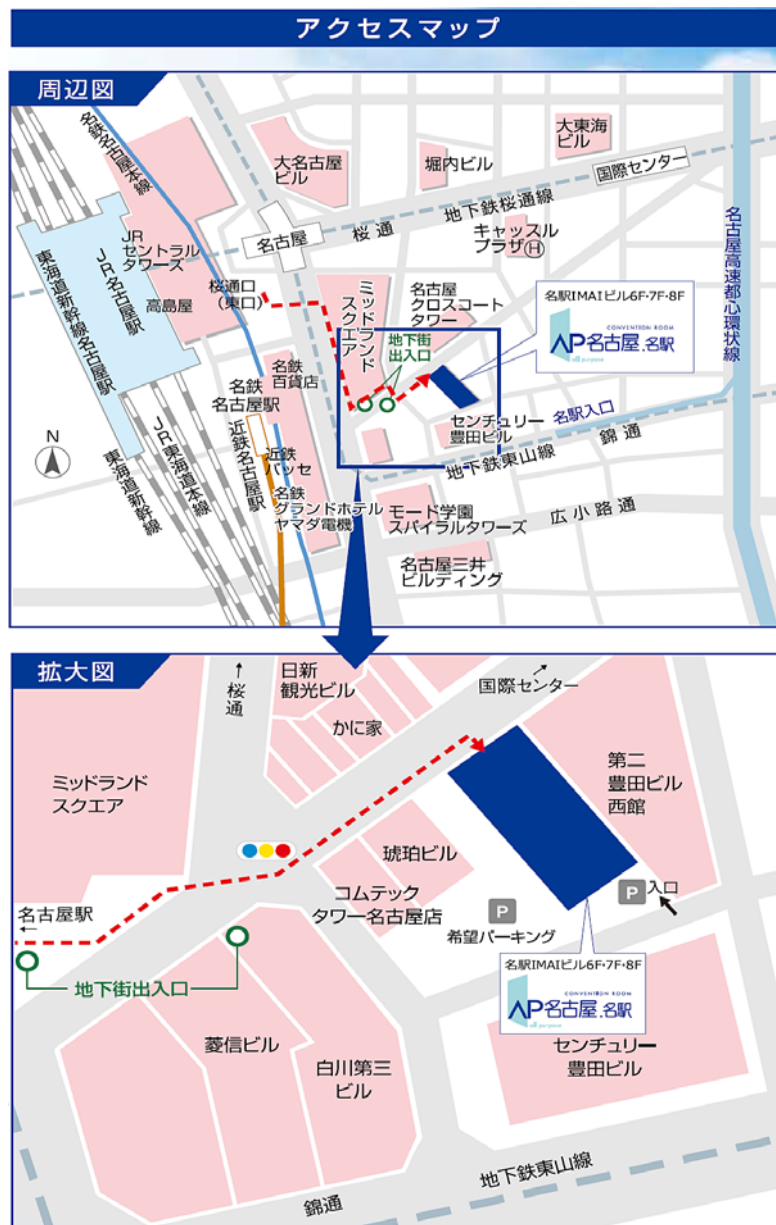 アクセスマップ
周辺図
名鉄名古屋本線
大名古屋
ビル
堀内ビル
大東海
ビル
国際センター
地下鉄桜通線
桜通
名古屋
キャッスル
プラザH
名古屋高速都心環状線
東海道新幹線名古屋駅
JR名古屋駅
JR
セントラル
タワーズ
高島屋
桜通口
(東口)
ミッドランド
スクエア
名古屋
クロスコート
タワー
地下街
出入口
名駅IMAIビル6F・7F・8F
CONVENTION ROOM
AP名古屋.名駅
all purpose
名鉄
百貨店
名鉄
名古屋駅
近鉄名古屋駅
近鉄
パッセ
センチュリー
豊田ビル
名駅入口
錦通
地下鉄東山線
N
東海道新幹線
JR東海道本線
名鉄
グランドホテル
ヤマダ電機
モード学園
スパイラルタワーズ
広小路通
名古屋三井
ビルディング
拡大図
桜通
日新
観光ビル
かに家
国際センター
ミッドランド
スクエア
第二
豊田ビル
西館
琥珀ビル
コムテック
タワー名古屋店
P
希望パーキング
P
入口
名古屋駅
地下街出入口
名駅IMAIビル6F・7F・8F
CONVENTION ROOM
AP名古屋.名駅
all purpose
菱信ビル
白川第三
ビル
センチュリー
豊田ビル
地下鉄東山線
錦通